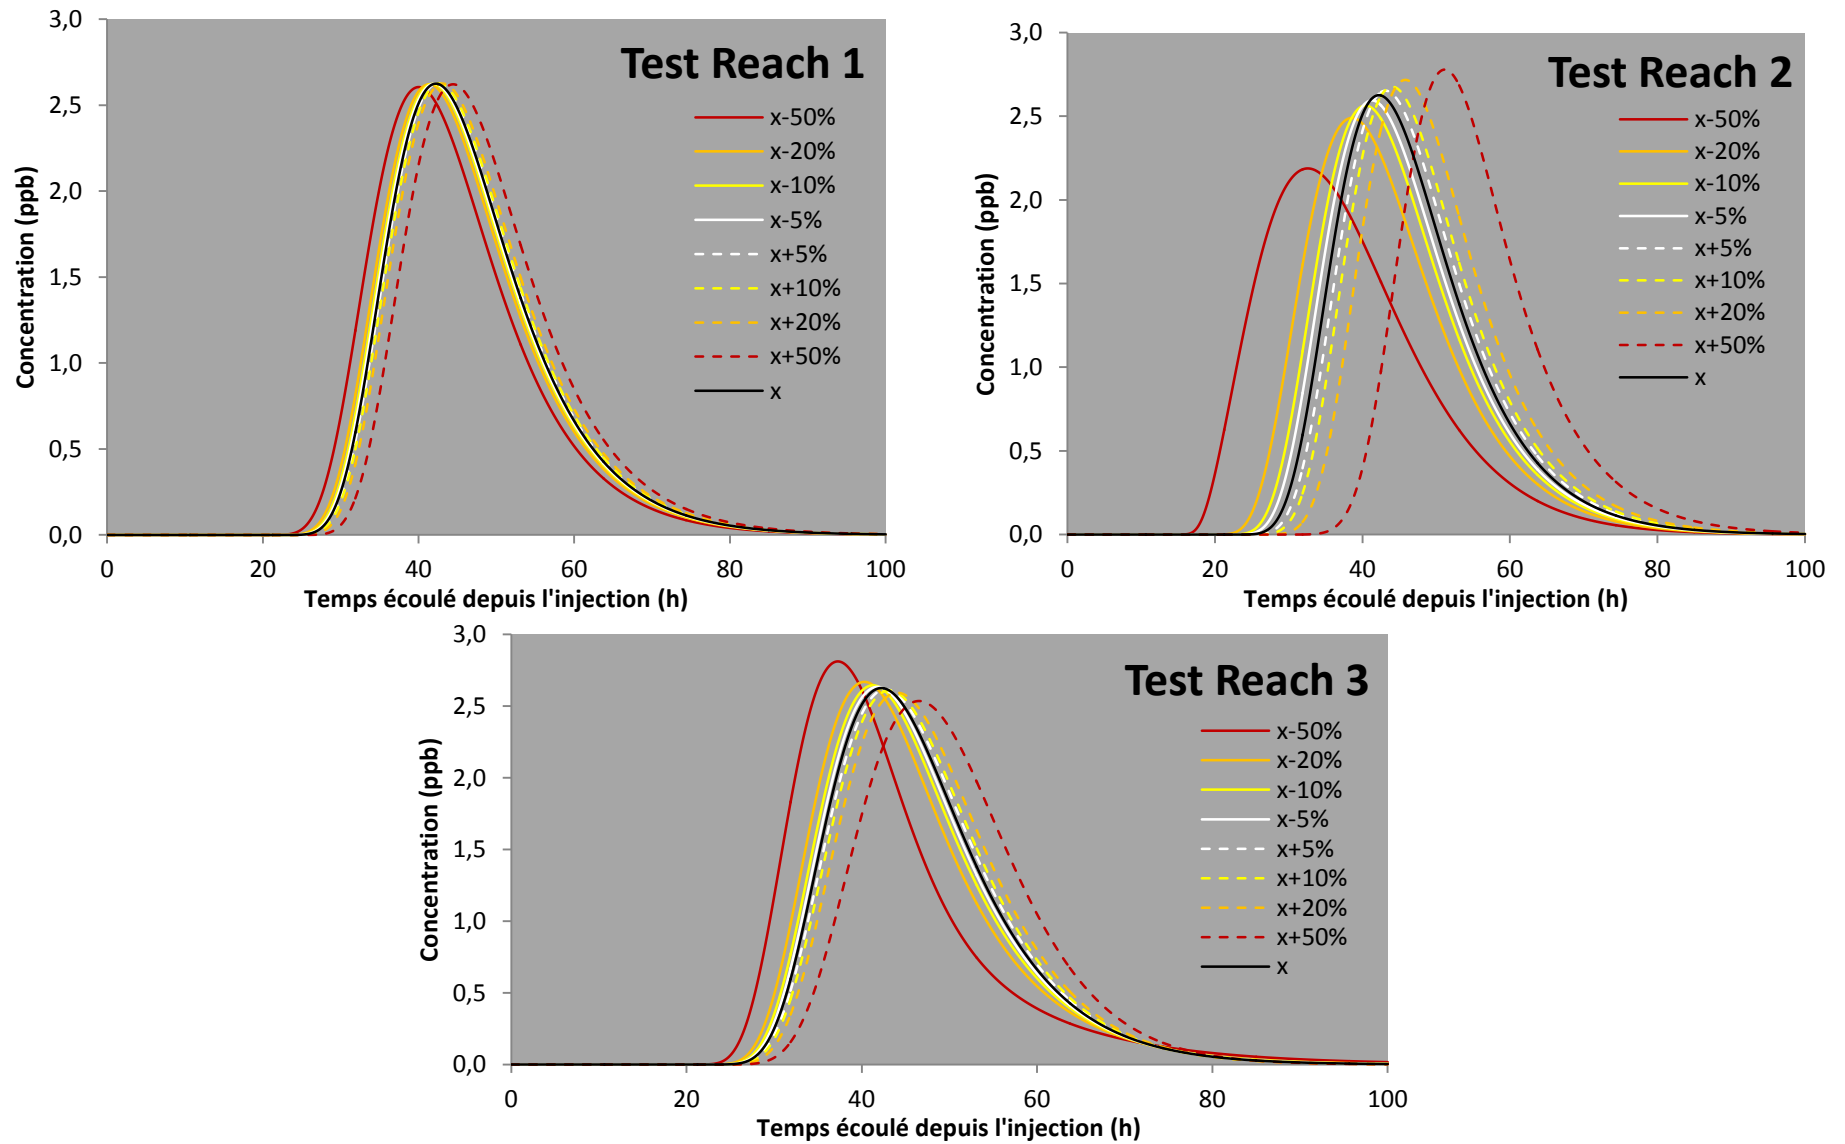 Test Reach 1
Concentration (ppb)
3,0
2,5
2,0
1,5
1,0
0,5
0,0
x-50%
x-20%
x-10%
x-5%
x+5%
x+10%
x+20%
x+50%
x
0 20 40 60 80 100
Temps écoulé depuis l'injection (h)
Test Reach 2
Concentration (ppb)
3,0
2,5
2,0
1,5
1,0
0,5
0,0
x-50%
x-20%
x-10%
x-5%
x+5%
x+10%
x+20%
x+50%
x
0 20 40 60 80 100
Temps écoulé depuis l'injection (h)
Test Reach 3
Concentration (ppb)
3,0
2,5
2,0
1,5
1,0
0,5
0,0
x-50%
x-20%
x-10%
x-5%
x+5%
x+10%
x+20%
x+50%
x
0 20 40 60 80 100
Temps écoulé depuis l'injection (h)